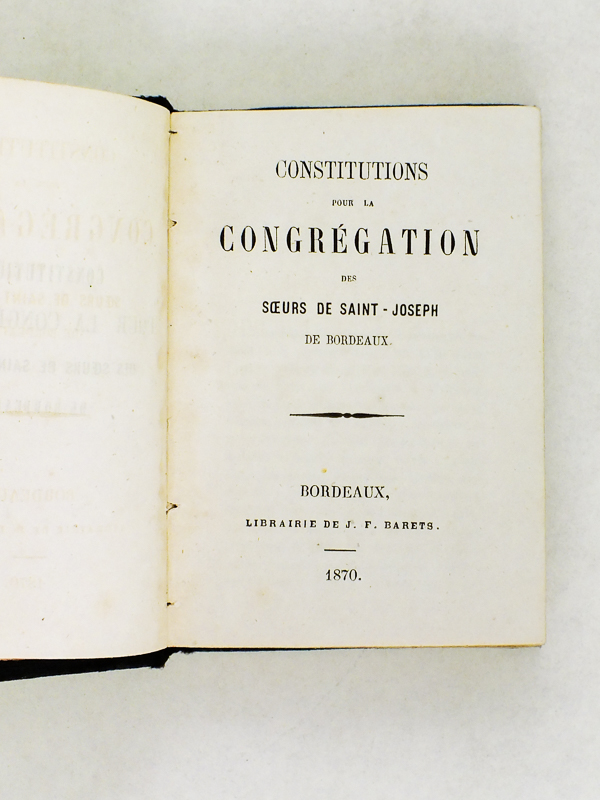 CONSTITUTIONS
POUR LA
CONGRÉGATION
DES
SŒURS DE SAINT-JOSEPH
DE BORDEAUX.
BORDEAUX,
LIBRAIRIE DE J. F. BARETS.
1870.